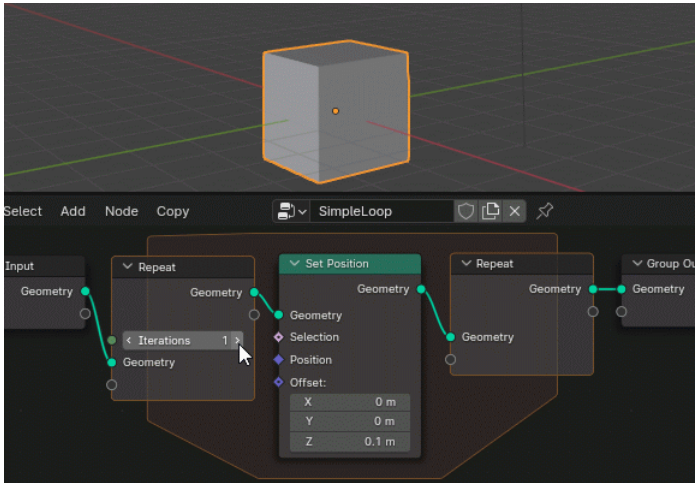 Select Add Node Copy SimpleLoop
Input
Geometry
Repeat
Geometry
Iterations 1
Geometry
Set Position
Geometry
Geometry
Selection
Position
Offset:
X 0 m
Y 0 m
Z 0.1 m
Repeat
Geometry
Geometry
Group Ou
Geometry